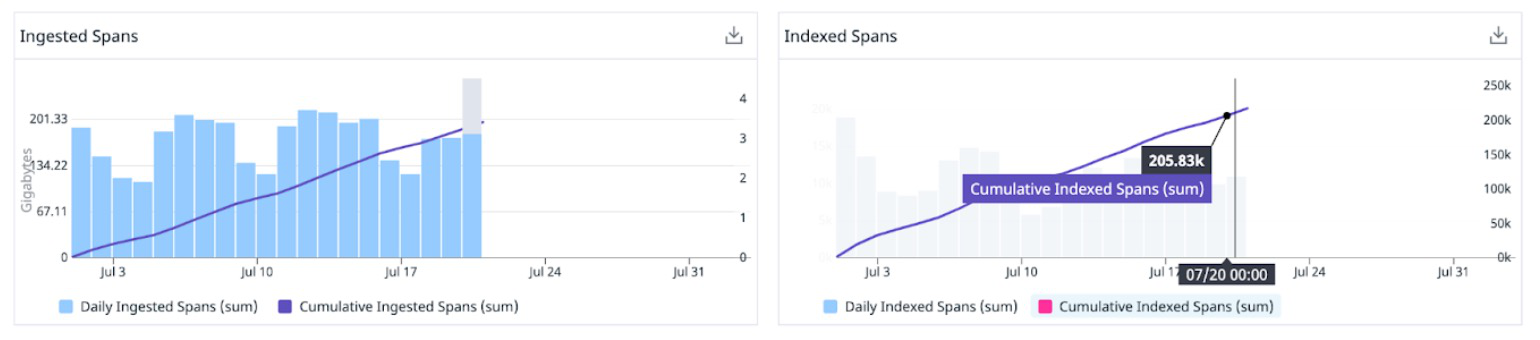 Ingested Spans
Gigabytes
201.33
134.22
67.11
0
4
3
2
1
0
Jul 3
Jul 10
Jul 17
Jul 24
Jul 31
Daily Ingested Spans (sum)
Cumulative Ingested Spans (sum)
Indexed Spans
20k
15k
10k
5k
250k
200k
150k
100k
50k
0k
205.83k
Cumulative Indexed Spans (sum)
Jul 3
Jul 10
Jul 17
07/20 00:00
Jul 24
Jul 31
Daily Indexed Spans (sum)
Cumulative Indexed Spans (sum)